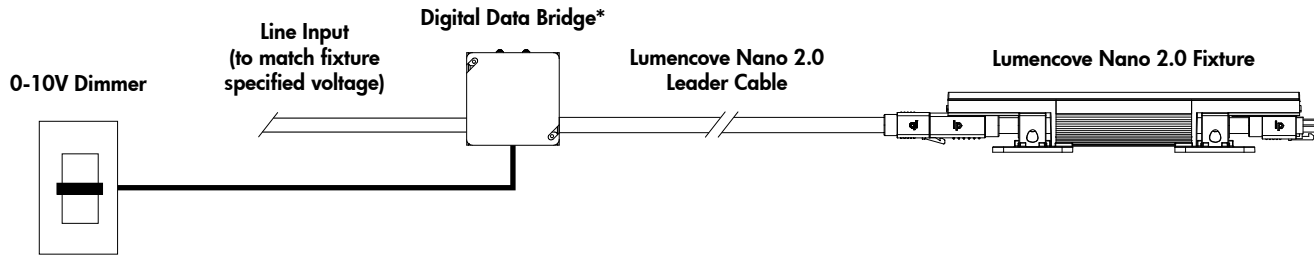 Digital Data Bridge*
Line Input
(to match fixture
specified voltage)
Lumencove Nano 2.0
Leader Cable
Lumencove Nano 2.0 Fixture
0-10V Dimmer